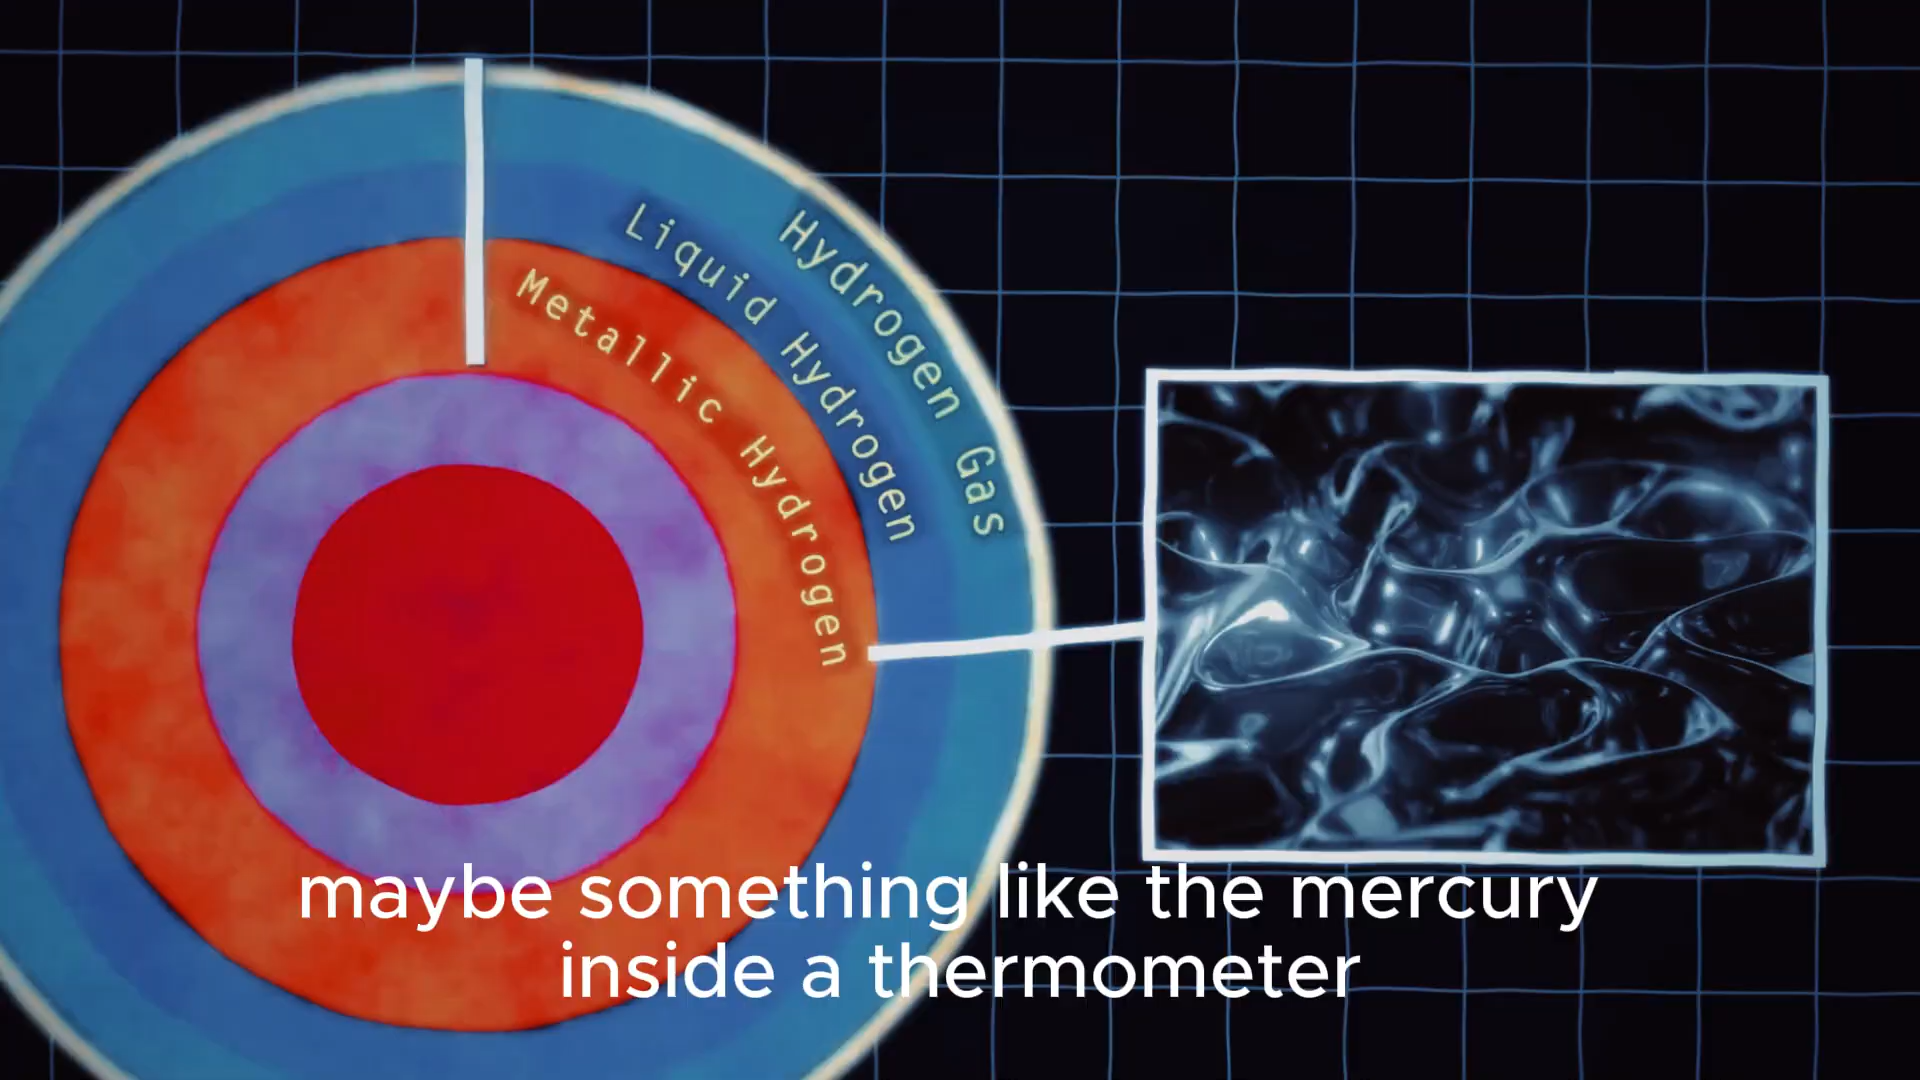 Hydrogen Gas
Liquid Hydrogen
Metallic Hydrogen
maybe something like the mercury
inside a thermometer